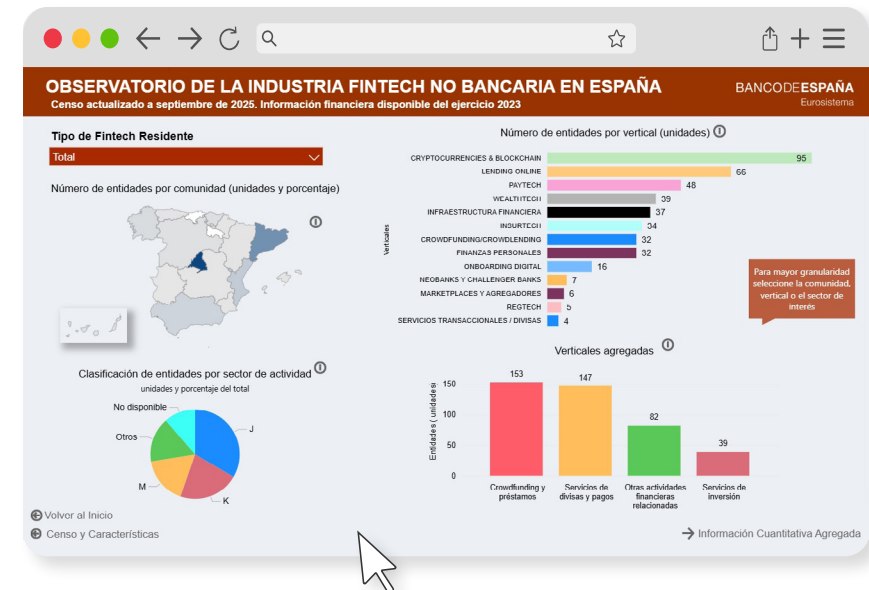 OBSERVATORIO DE LA INDUSTRIA FINTECH NO BANCARIA EN ESPAÑA
Censo actualizado a septiembre de 2025. Información financiera disponible del ejercicio 2023
BANCODEESPAÑA
Eurosistema
Tipo de Fintech Residente
Total
Número de entidades por comunidad (unidades y porcentaje)
Número de entidades por vertical (unidades)
Verticales
CRYPTOCURRENCIES & BLOCKCHAIN 95
LENDING ONLINE 66
PAYTECH 48
WEALTHTECH 39
INFRAESTRUCTURA FINANCIERA 37
INSURTECH 34
CROWDFUNDING/CROWDLENDING 32
FINANZAS PERSONALES 32
ONBOARDING DIGITAL 16
NEOBANKS Y CHALLENGER BANKS 7
MARKETPLACES Y AGREGADORES 6
REGTECH 5
SERVICIOS TRANSACCIONALES / DIVISAS 4
Para mayor granularidad
seleccione la comunidad,
vertical o el sector de
interés
Clasificación de entidades por sector de actividad
unidades y porcentaje del total
No disponible
Otros
M
J
K
Verticales agregadas
Entidades ( unidades)
150
100
50
0
153
147
82
39
Crowdfunding y
préstamos
Servicios de
divisas y pagos
Otras actividades
financieras
relacionadas
Servicios de
inversión
Volver al Inicio
Censo y Características
Información Cuantitativa Agregada